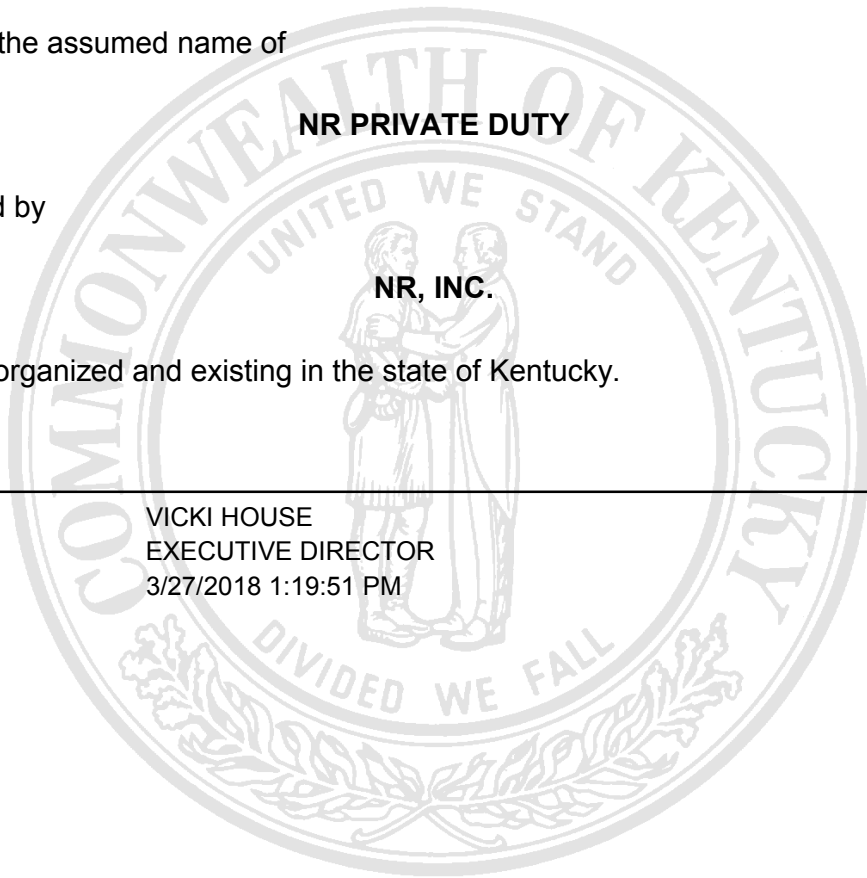 the assumed name of
NR PRIVATE DUTY
d by
NR, INC.
organized and existing in the state of Kentucky.
VICKI HOUSE
EXECUTIVE DIRECTOR
3/27/2018 1:19:51 PM
COMMONWEALTH OF KENTUCKY
UNITED WE STAND
DIVIDED WE FALL